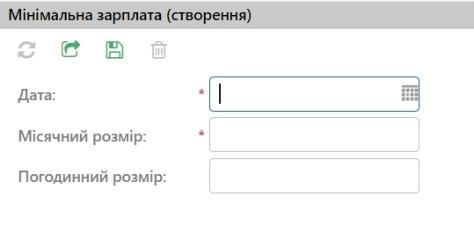 Мінімальна зарплата (створення)
Дата: *
Місячний розмір: *
Погодинний розмір: